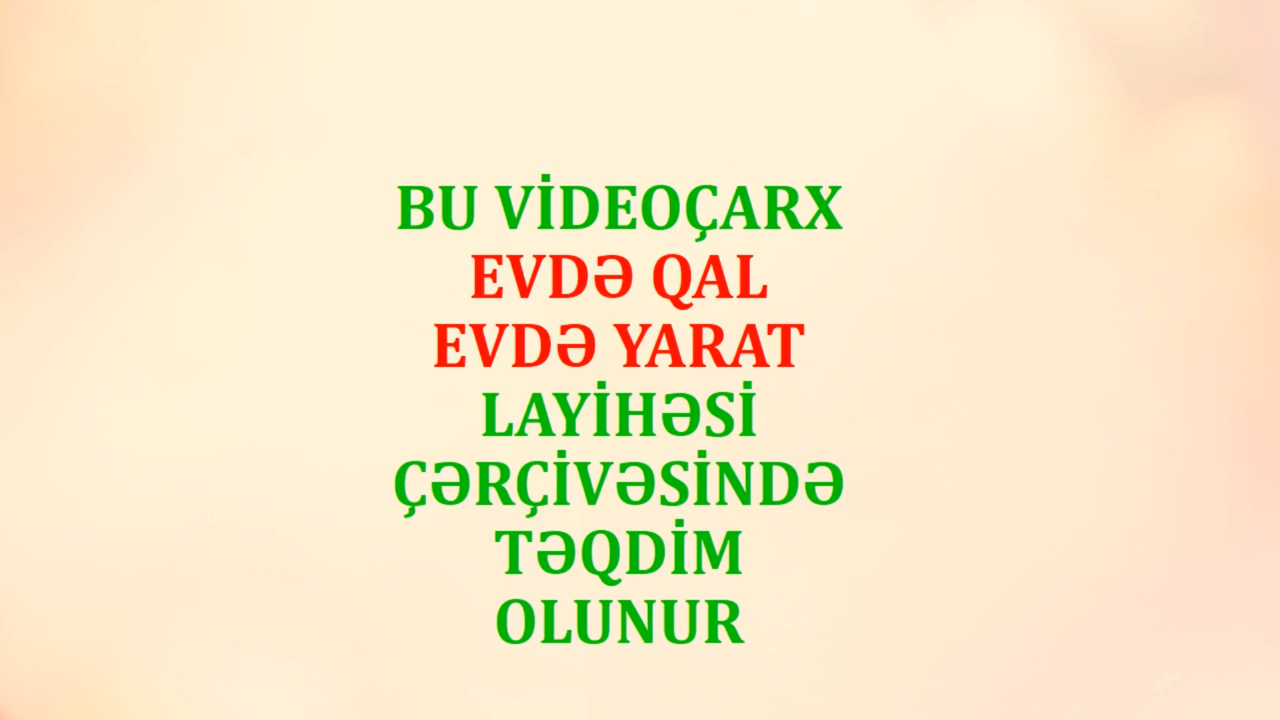 BU VİDEOÇARX
EVDƏ QAL
EVDƏ YARAT
LAYİHƏSİ
ÇƏRÇİVƏSİNDƏ
TƏQDİM
OLUNUR